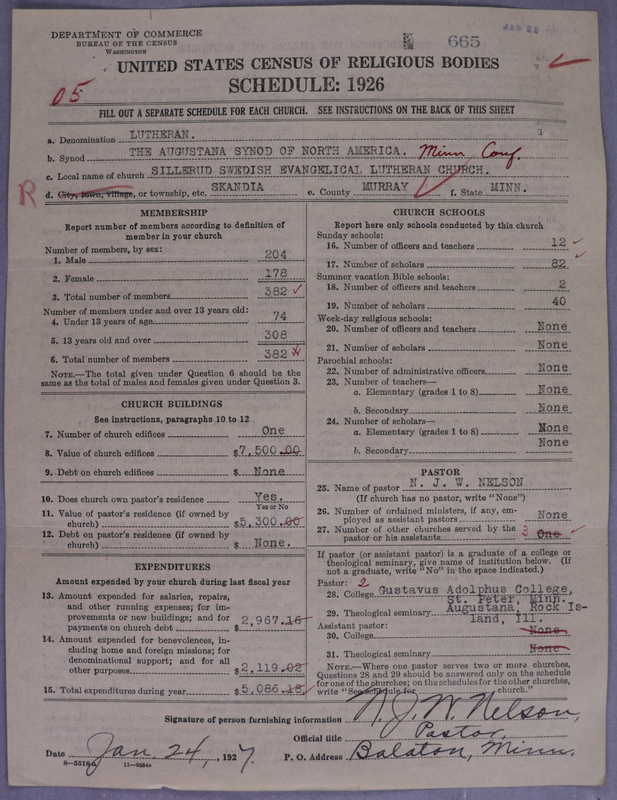 DEPARTMENT OF COMMERCE
BUREAU OF THE CENSUS
WASHINGTON
665
UNITED STATES CENSUS OF RELIGIOUS BODIES
SCHEDULE: 1926
05
FILL OUT A SEPARATE SCHEDULE FOR EACH CHURCH. SEE INSTRUCTIONS ON THE BACK OF THIS SHEET
a. Denomination LUTHERAN.
b. Synod THE AUGUSTANA SYNOD OF NORTH AMERICA. Minn Conf.
c. Local name of church SILLERUD SWEDISH EVANGELICAL LUTHERAN CHURCH.
R d. City, town, village, or township, etc. SKANDIA e. County MURRAY f. State MINN.
MEMBERSHIP
Report number of members according to definition of
member in your church
Number of members, by sex:
1. Male 204
2. Female 178
3. Total number of members 382
Number of members under and over 13 years old:
4. Under 13 years of age 74
5. 13 years old and over 308
6. Total number of members 382
NOTE.—The total given under Question 6 should be
same as the total of males and females given under Question 3.
CHURCH BUILDINGS
See instructions, paragraphs 10 to 12
7. Number of church edifices One
8. Value of church edifices $7,500.00
9. Debt on church edifices $ None
10. Does church own pastor's residence Yes.
Yes or No
11. Value of pastor's residence (if owned by
church) $5,300.00
12. Debt on pastor's residence (if owned by
church) $ None.
EXPENDITURES
Amount expended by your church during last fiscal year
13. Amount expended for salaries, repairs,
and other running expenses; for im-
provements or new buildings; and for
payments on church debt $2,967.16
14. Amount expended for benevolences, in-
cluding home and foreign missions; for
denominational support; and for all
other purposes $2,119.02
15. Total expenditures during year $5,086.18
CHURCH SCHOOLS
Report here only schools conducted by this church
Sunday schools:
16. Number of officers and teachers 12
17. Number of scholars 82
Summer vacation Bible schools:
18. Number of officers and teachers 2
19. Number of scholars 40
Week-day religious schools:
20. Number of officers and teachers None
21. Number of scholars None
Parochial schools:
22. Number of administrative officers None
23. Number of teachers—
a. Elementary (grades 1 to 8) None
b. Secondary None
24. Number of scholars—
a. Elementary (grades 1 to 8) None
b. Secondary None
PASTOR
25. Name of pastor N. J. W. NELSON
(If church has no pastor, write "None")
26. Number of ordained ministers, if any, em-
ployed as assistant pastors None
27. Number of other churches served by the
pastor or his assistants 3 One
If pastor (or assistant pastor) is a graduate of a college or
theological seminary, give name of institution below. (If
not a graduate, write "No" in the space indicated.)
Pastor: 2
28. College Gustavus Adolphus College,
St. Peter, Minn.
29. Theological seminary Augustana, Rock Is-
land, Ill.
Assistant pastor:
30. College None
31. Theological seminary None
NOTE.—Where one pastor serves two or more churches,
Questions 28 and 29 should be answered only on the schedule
for one of the churches; on the schedules for the other churches,
write "See schedule for church."
Signature of person furnishing information N. J. W. Nelson,
Official title Pastor,
Date Jan. 24, 1927. P. O. Address Balaton, Minn.